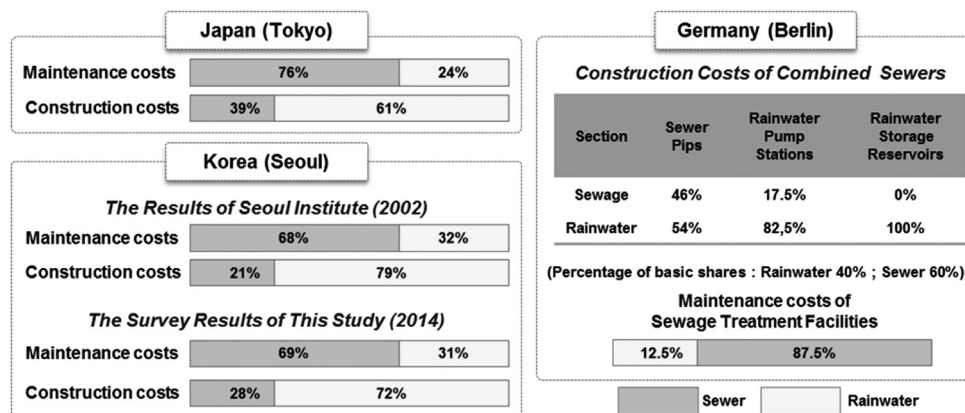 Japan (Tokyo)
Maintenance costs 76% 24%
Construction costs 39% 61%
Korea (Seoul)
The Results of Seoul Institute (2002)
Maintenance costs 68% 32%
Construction costs 21% 79%
The Survey Results of This Study (2014)
Maintenance costs 69% 31%
Construction costs 28% 72%
Germany (Berlin)
Construction Costs of Combined Sewers
Section Sewer Pips Rainwater Pump Stations Rainwater Storage Reservoirs
Sewage 46% 17.5% 0%
Rainwater 54% 82,5% 100%
(Percentage of basic shares : Rainwater 40% ; Sewer 60%)
Maintenance costs of
Sewage Treatment Facilities
12.5% 87.5%
Sewer Rainwater